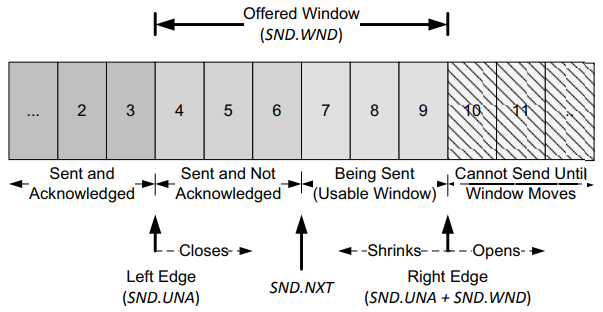 Offered Window
(SND.WND)
... 2 3 4 5 6 7 8 9 10 11 ..
Sent and
Acknowledged
Sent and Not
Acknowledged
Being Sent
(Usable Window)
Cannot Send Until
Window Moves
Closes
Shrinks
Opens
Left Edge
(SND.UNA)
SND.NXT
Right Edge
(SND.UNA + SND.WND)